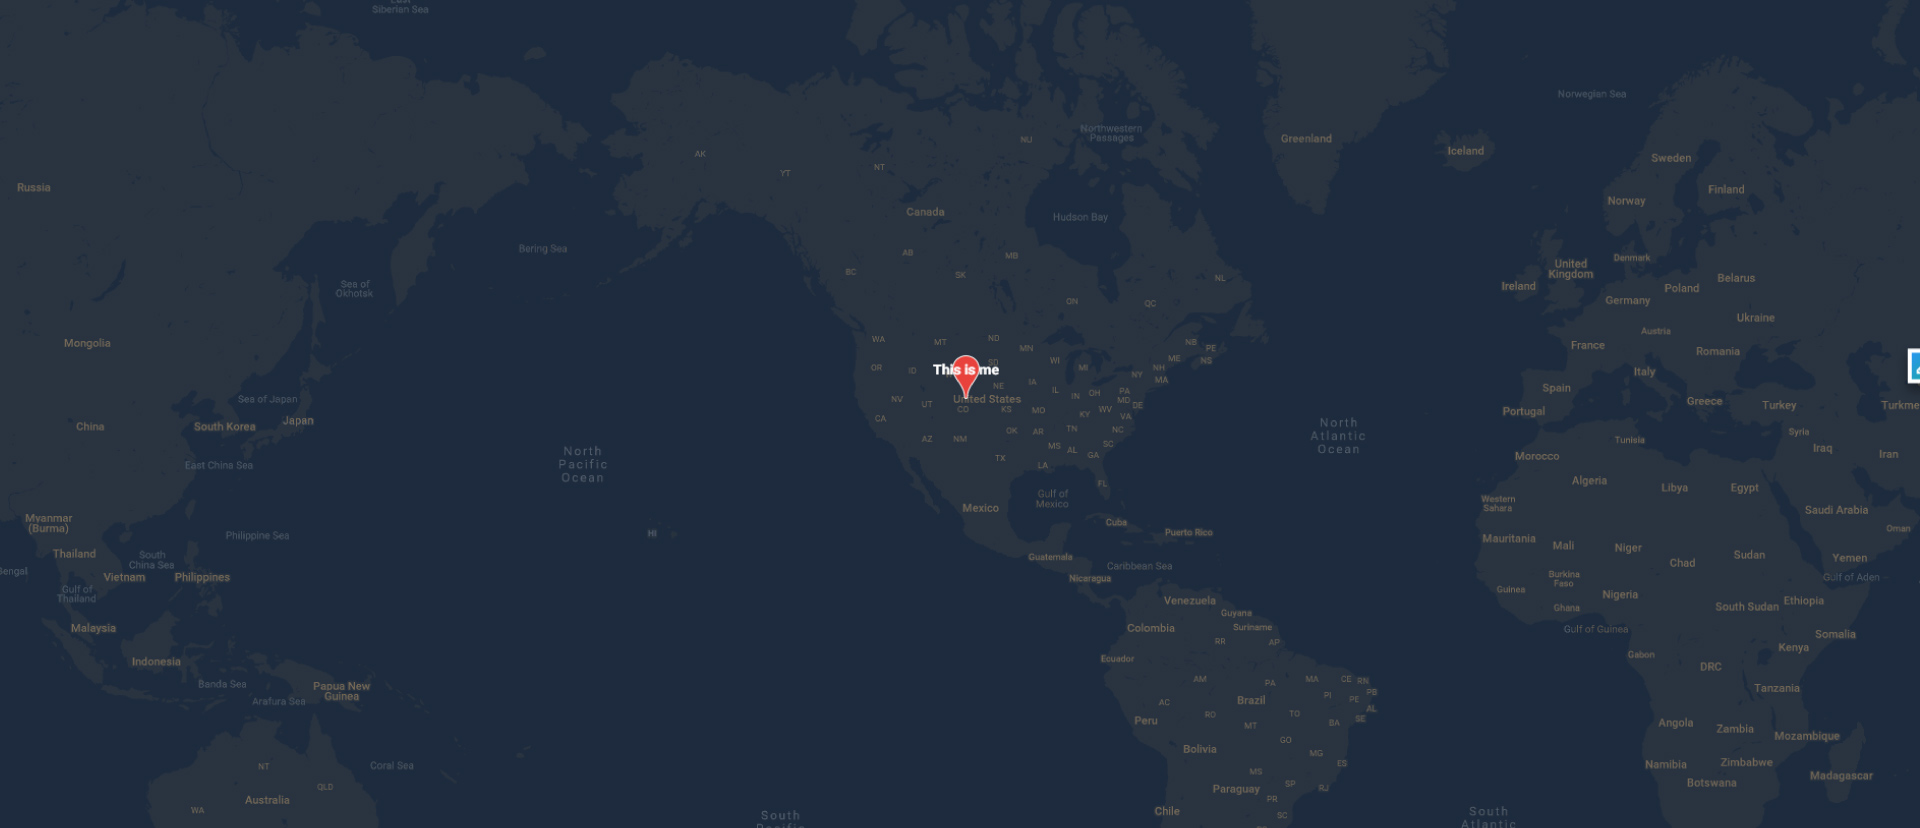 East
Siberian Sea
Norwegian Sea
Northwestern
Passages
NU
Greenland
Iceland
AK
Sweden
NT
YT
Russia
Finland
Norway
Canada
Hudson Bay
Bering Sea
AB
MB
Denmark
United
Kingdom
BC
SK
NL
Belarus
Sea of
Okhotsk
Ireland
Poland
Germany
ON
QC
Ukraine
Austria
WA
MT
ND
Mongolia
NB
PE
France
MN
Romania
WI
ME
NS
SD
OR
ID
This is me
MI
NH
Italy
NY
MA
IA
NE
Spain
IL
IN
OH
PA
Sea of Japan
NV
UT
United States
MD
DE
Greece
Turkey
Turkme
CO
KS
MO
WV
Portugal
KY
VA
CA
Japan
China
South Korea
OK
AR
TN
NC
North
Atlantic
Ocean
Syria
AZ
NM
Tunisia
MS
AL
SC
Iraq
GA
Iran
Morocco
North
Pacific
Ocean
TX
LA
East China Sea
Algeria
FL
Libya
Egypt
Gulf of
Mexico
Western
Sahara
Mexico
Saudi Arabia
Myanmar
(Burma)
Cuba
Oman
HI
Puerto Rico
Philippine Sea
Mauritania
Mali
Niger
Thailand
South
China Sea
Guatemala
Sudan
Yemen
Chad
Caribbean Sea
Bengal
Vietnam
Philippines
Nicaragua
Burkina
Faso
Gulf of Aden
Gulf of
Thailand
Guinea
Nigeria
Venezuela
Ethiopia
South Sudan
Ghana
Guyana
Malaysia
Colombia
Suriname
Gulf of Guinea
Somalia
RR
AP
Kenya
Indonesia
Ecuador
Gabon
DRC
Banda Sea
Papua New
Guinea
AM
PA
MA
CE
RN
Tanzania
PB
Arafura Sea
AC
Brazil
PI
PE
AL
RO
TO
SE
Peru
MT
BA
Angola
Zambia
Mozambique
GO
Bolivia
MG
Coral Sea
NT
ES
Namibia
Zimbabwe
MS
Madagascar
QLD
Paraguay
SP
RJ
Botswana
Australia
PR
WA
Chile
SC
South
Pacific
South
Atlantic